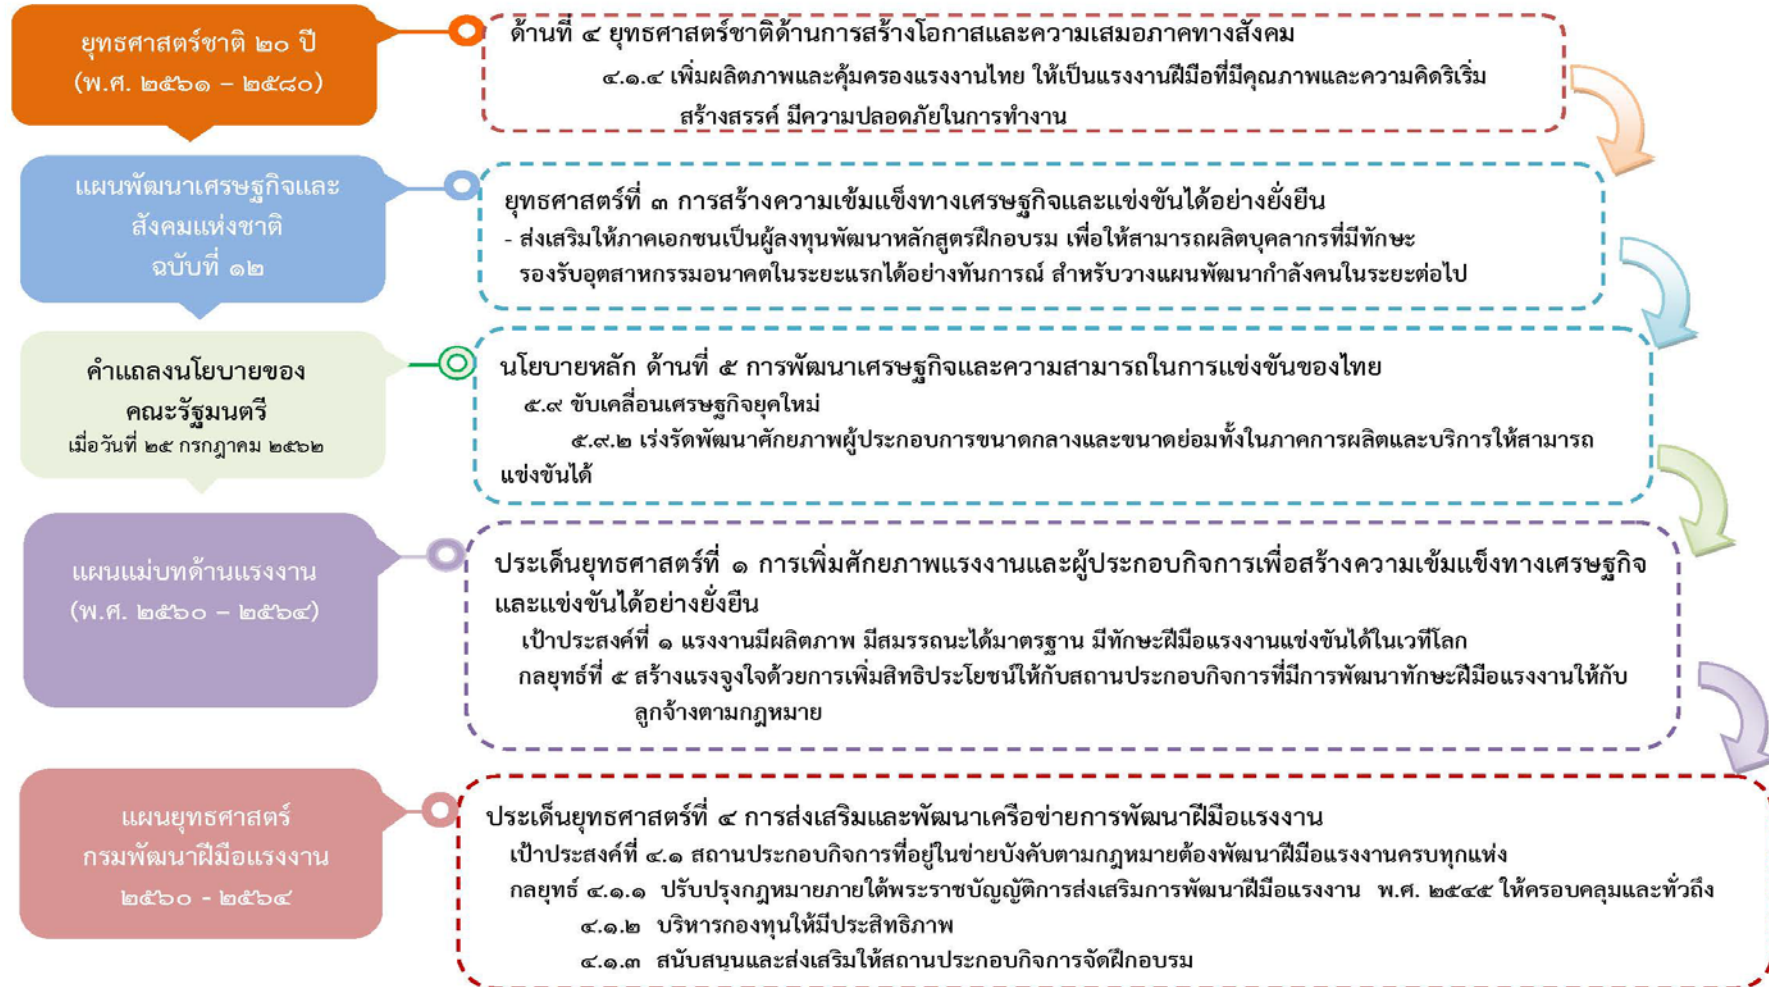 ยุทธศาสตร์ชาติ ๒๐ ปี
(พ.ศ. ๒๕๖๑ – ๒๕๘๐)
ด้านที่ ๔ ยุทธศาสตร์ชาติด้านการสร้างโอกาสและความเสมอภาคทางสังคม
๔.๑.๔ เพิ่มผลิตภาพและคุ้มครองแรงงานไทย ให้เป็นแรงงานฝีมือที่มีคุณภาพและความคิดริเริ่ม
สร้างสรรค์ มีความปลอดภัยในการทำงาน
แผนพัฒนาเศรษฐกิจและ
สังคมแห่งชาติ
ฉบับที่ ๑๒
ยุทธศาสตร์ที่ ๓ การสร้างความเข้มแข็งทางเศรษฐกิจและแข่งขันได้อย่างยั่งยืน
- ส่งเสริมให้ภาคเอกชนเป็นผู้ลงทุนพัฒนาหลักสูตรฝึกอบรม เพื่อให้สามารถผลิตบุคลากรที่มีทักษะ
รองรับอุตสาหกรรมอนาคตในระยะแรกได้อย่างทันการณ์ สำหรับวางแผนพัฒนากำลังคนในระยะต่อไป
คำแถลงนโยบายของ
คณะรัฐมนตรี
เมื่อวันที่ ๒๕ กรกฎาคม ๒๕๖๒
นโยบายหลัก ด้านที่ ๕ การพัฒนาเศรษฐกิจและความสามารถในการแข่งขันของไทย
๕.๙ ขับเคลื่อนเศรษฐกิจยุคใหม่
๕.๙.๒ เร่งรัดพัฒนาศักยภาพผู้ประกอบการขนาดกลางและขนาดย่อมทั้งในภาคการผลิตและบริการให้สามารถ
แข่งขันได้
แผนแม่บทด้านแรงงาน
(พ.ศ. ๒๕๖๐ – ๒๕๖๔)
ประเด็นยุทธศาสตร์ที่ ๑ การเพิ่มศักยภาพแรงงานและผู้ประกอบกิจการเพื่อสร้างความเข้มแข็งทางเศรษฐกิจ
และแข่งขันได้อย่างยั่งยืน
เป้าประสงค์ที่ ๑ แรงงานมีผลิตภาพ มีสมรรถนะได้มาตรฐาน มีทักษะฝีมือแรงงานแข่งขันได้ในเวทีโลก
กลยุทธ์ที่ ๕ สร้างแรงจูงใจด้วยการเพิ่มสิทธิประโยชน์ให้กับสถานประกอบกิจการที่มีการพัฒนาทักษะฝีมือแรงงานให้กับ
ลูกจ้างตามกฎหมาย
แผนยุทธศาสตร์
กรมพัฒนาฝีมือแรงงาน
๒๕๖๐ - ๒๕๖๔
ประเด็นยุทธศาสตร์ที่ ๔ การส่งเสริมและพัฒนาเครือข่ายการพัฒนาฝีมือแรงงาน
เป้าประสงค์ที่ ๔.๑ สถานประกอบกิจการที่อยู่ในข่ายบังคับตามกฎหมายต้องพัฒนาฝีมือแรงงานครบทุกแห่ง
กลยุทธ์ ๔.๑.๑ ปรับปรุงกฎหมายภายใต้พระราชบัญญัติการส่งเสริมการพัฒนาฝีมือแรงงาน พ.ศ. ๒๕๔๕ ให้ครอบคลุมและทั่วถึง
๔.๑.๒ บริหารกองทุนให้มีประสิทธิภาพ
๔.๑.๓ สนับสนุนและส่งเสริมให้สถานประกอบกิจการจัดฝึกอบรม